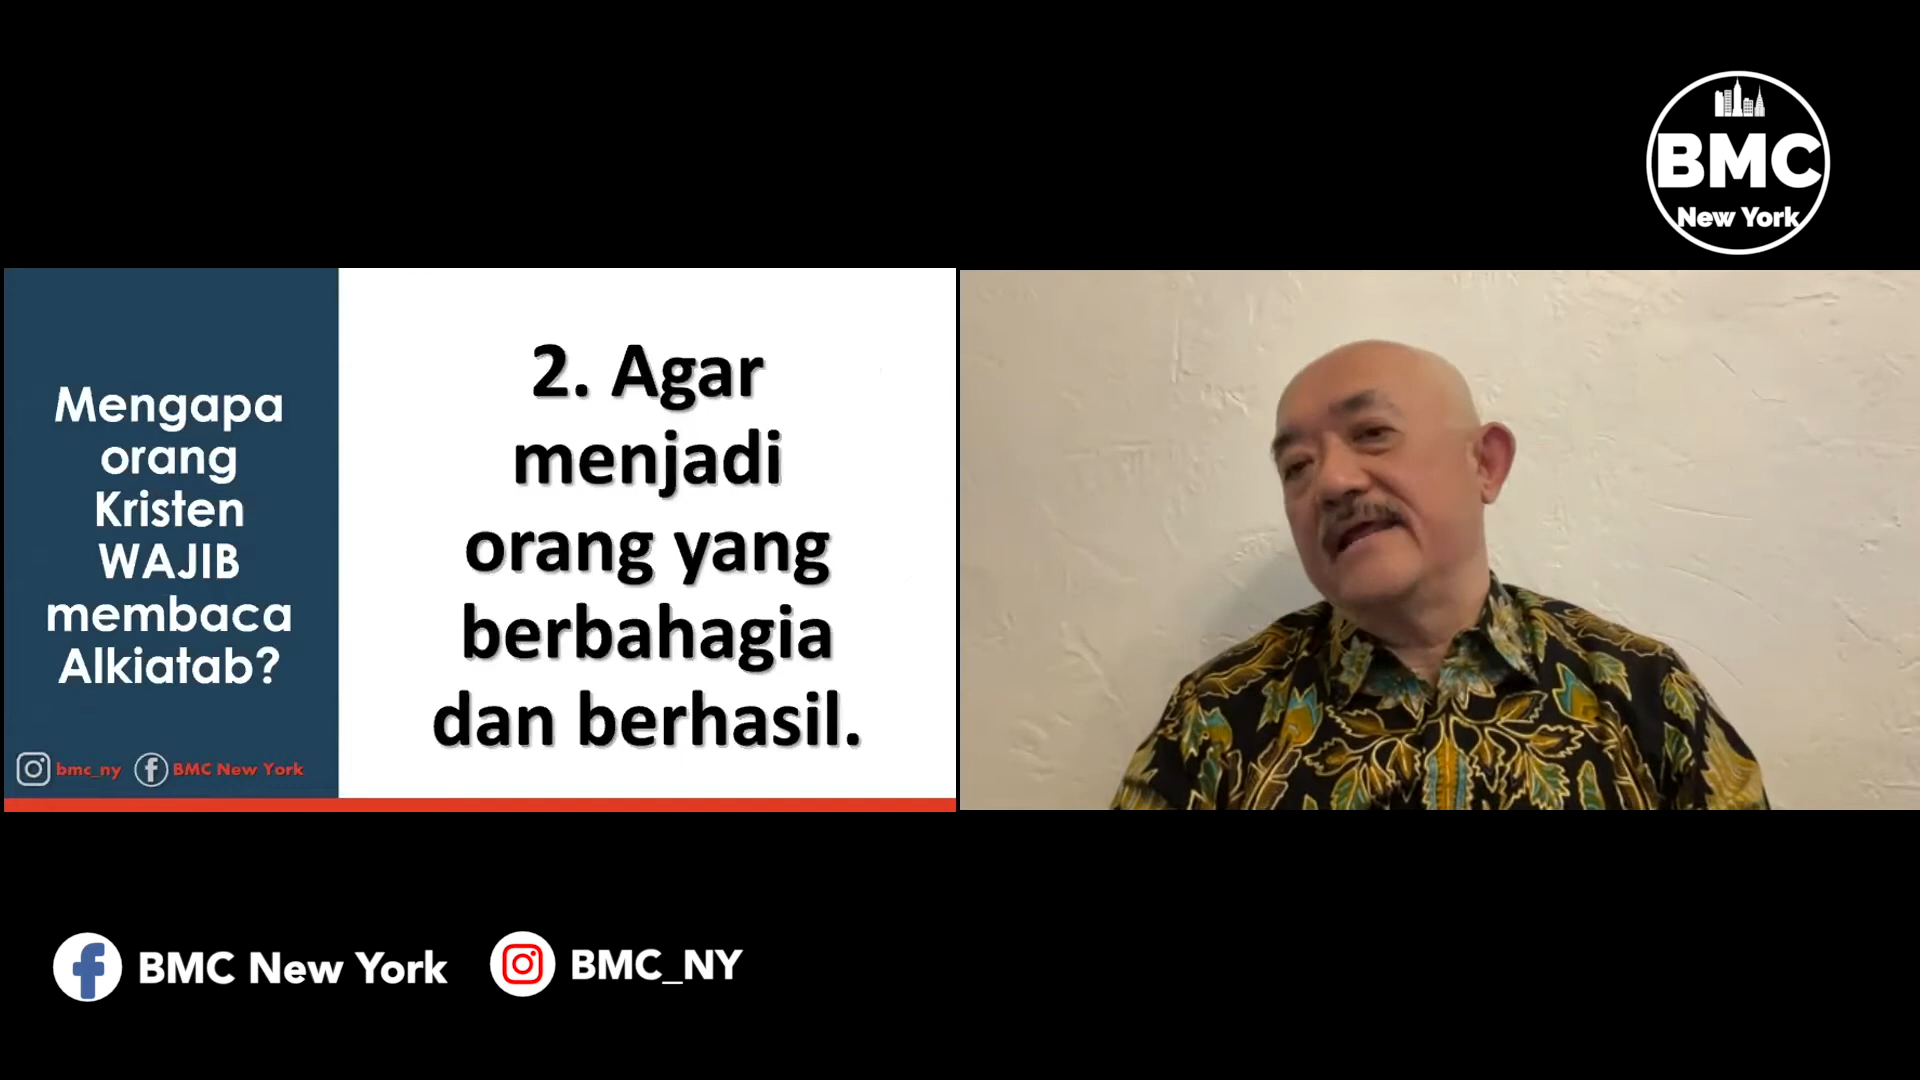 BMC
New York
Mengapa
orang
Kristen
WAJIB
membaca
Alkiatab?
bmc_ny BMC New York
2. Agar
menjadi
orang yang
berbahagia
dan berhasil.
BMC New York BMC_NY